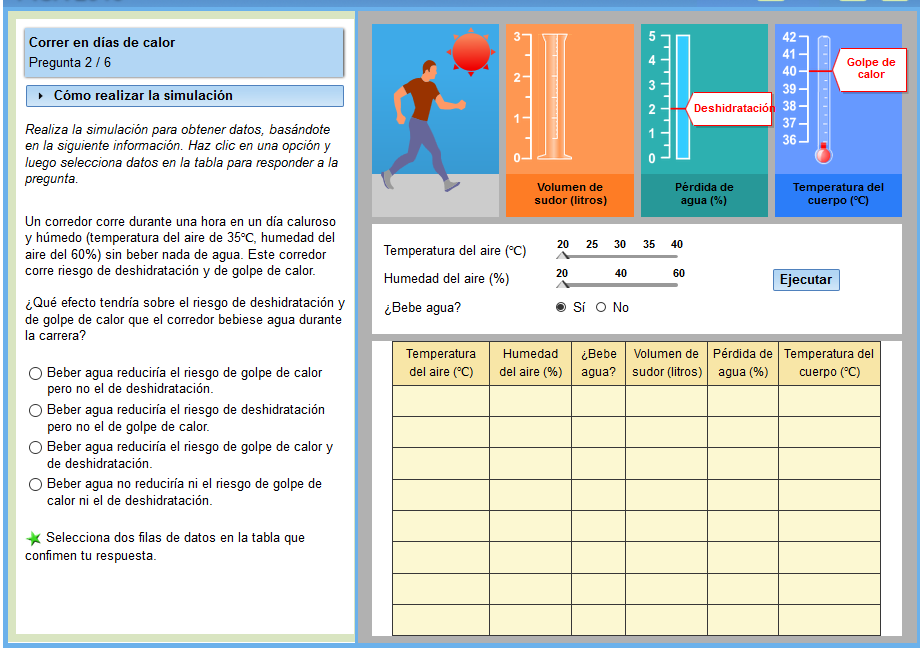 Correr en días de calor
Pregunta 2 / 6
Cómo realizar la simulación
Realiza la simulación para obtener datos, basándote
en la siguiente información. Haz clic en una opción y
luego selecciona datos en la tabla para responder a la
pregunta.
Un corredor corre durante una hora en un día caluroso
y húmedo (temperatura del aire de 35ºC, humedad del
aire del 60%) sin beber nada de agua. Este corredor
corre riesgo de deshidratación y de golpe de calor.
¿Qué efecto tendría sobre el riesgo de deshidratación y
de golpe de calor que el corredor bebiese agua durante
la carrera?
Beber agua reduciría el riesgo de golpe de calor
pero no el de deshidratación.
Beber agua reduciría el riesgo de deshidratación
pero no el de golpe de calor.
Beber agua reduciría el riesgo de golpe de calor y
de deshidratación.
Beber agua no reduciría ni el riesgo de golpe de
calor ni el de deshidratación.
Selecciona dos filas de datos en la tabla que
confimen tu respuesta.
3
2
1
0
Volumen de
sudor (litros)
5
4
3
2
1
0
Deshidratación
Pérdida de
agua (%)
42
41
40
39
38
37
36
Golpe de
calor
Temperatura del
cuerpo (ºC)
Temperatura del aire (ºC) 20 25 30 35 40
Humedad del aire (%) 20 40 60
¿Bebe agua? Sí No
Ejecutar
Temperatura Humedad ¿Bebe Volumen de Pérdida de Temperatura del
del aire (ºC) del aire (%) agua? sudor (litros) agua (%) cuerpo (ºC)